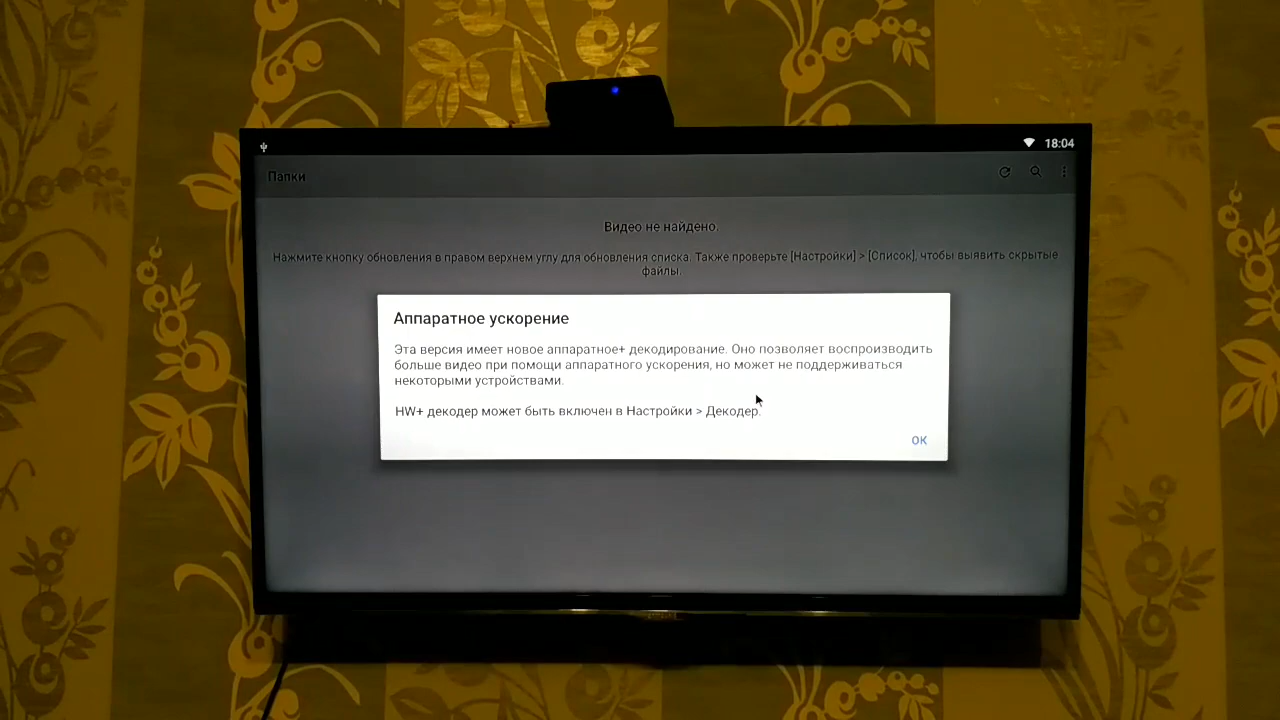 18:04
Папки
Видео не найдено.
Нажмите кнопку обновления в правом верхнем углу для обновления списка. Также проверьте [Настройки] > [Список], чтобы выявить скрытые
файлы.
Аппаратное ускорение
Эта версия имеет новое аппаратное+ декодирование. Оно позволяет воспроизводить
больше видео при помощи аппаратного ускорения, но может не поддерживаться
некоторыми устройствами.
HW+ декодер может быть включен в Настройки > Декодер.
ОК